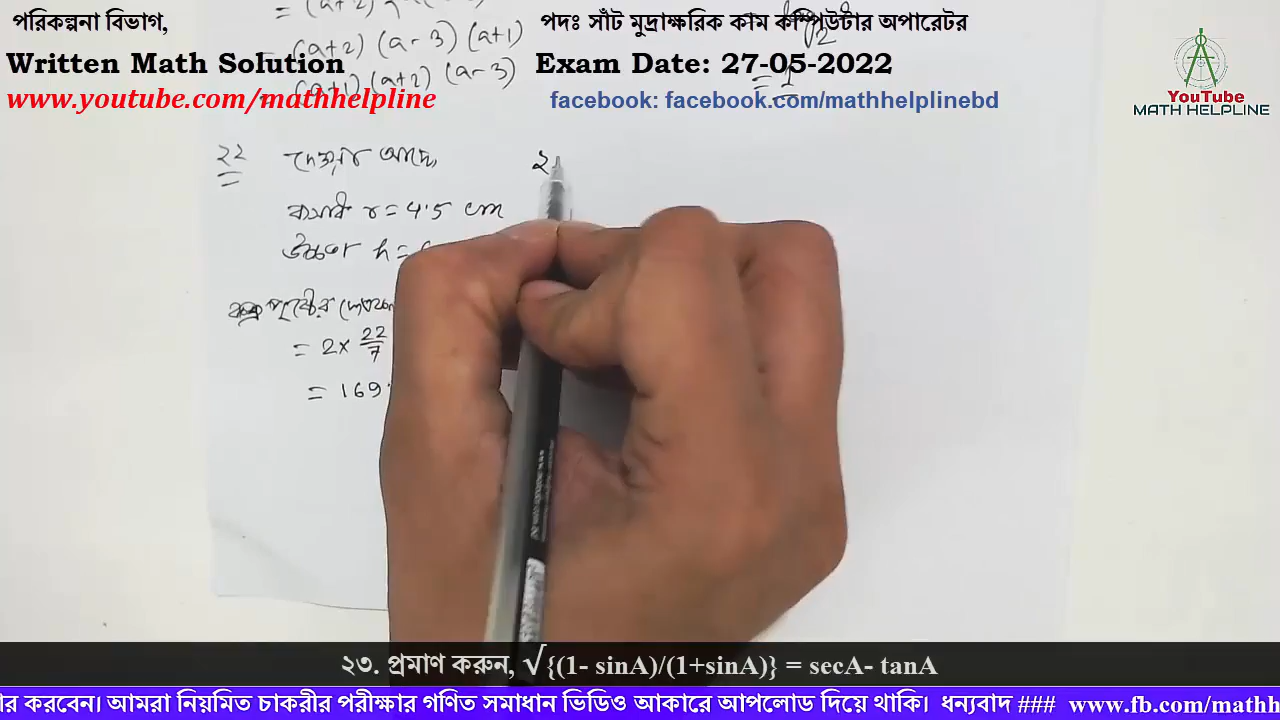 পরিকল্পনা বিভাগ,
পদঃ সাঁট মুদ্রাক্ষরিক কাম কম্পিউটার অপারেটর
Written Math Solution
Exam Date: 27-05-2022
www.youtube.com/mathhelpline
facebook: facebook.com/mathhelplinebd
YouTube
MATH HELPLINE
= (a+2) (a-3) (a+1)
= (a+1) (a+2) (a-3)
= 1
২২ দেওয়া আছে,
ব্যাসার্ধ r = 4.5 cm
উচ্চতা h =
পৃষ্ঠের
= 2 × 22/7
= 169
২
২৩. প্রমাণ করুন, √{(1- sinA)/(1+sinA)} = secA- tanA
ার করবেন। আমরা নিয়মিত চাকরীর পরীক্ষার গণিত সমাধান ভিডিও আকারে আপলোড দিয়ে থাকি। ধন্যবাদ ### www.fb.com/mathh